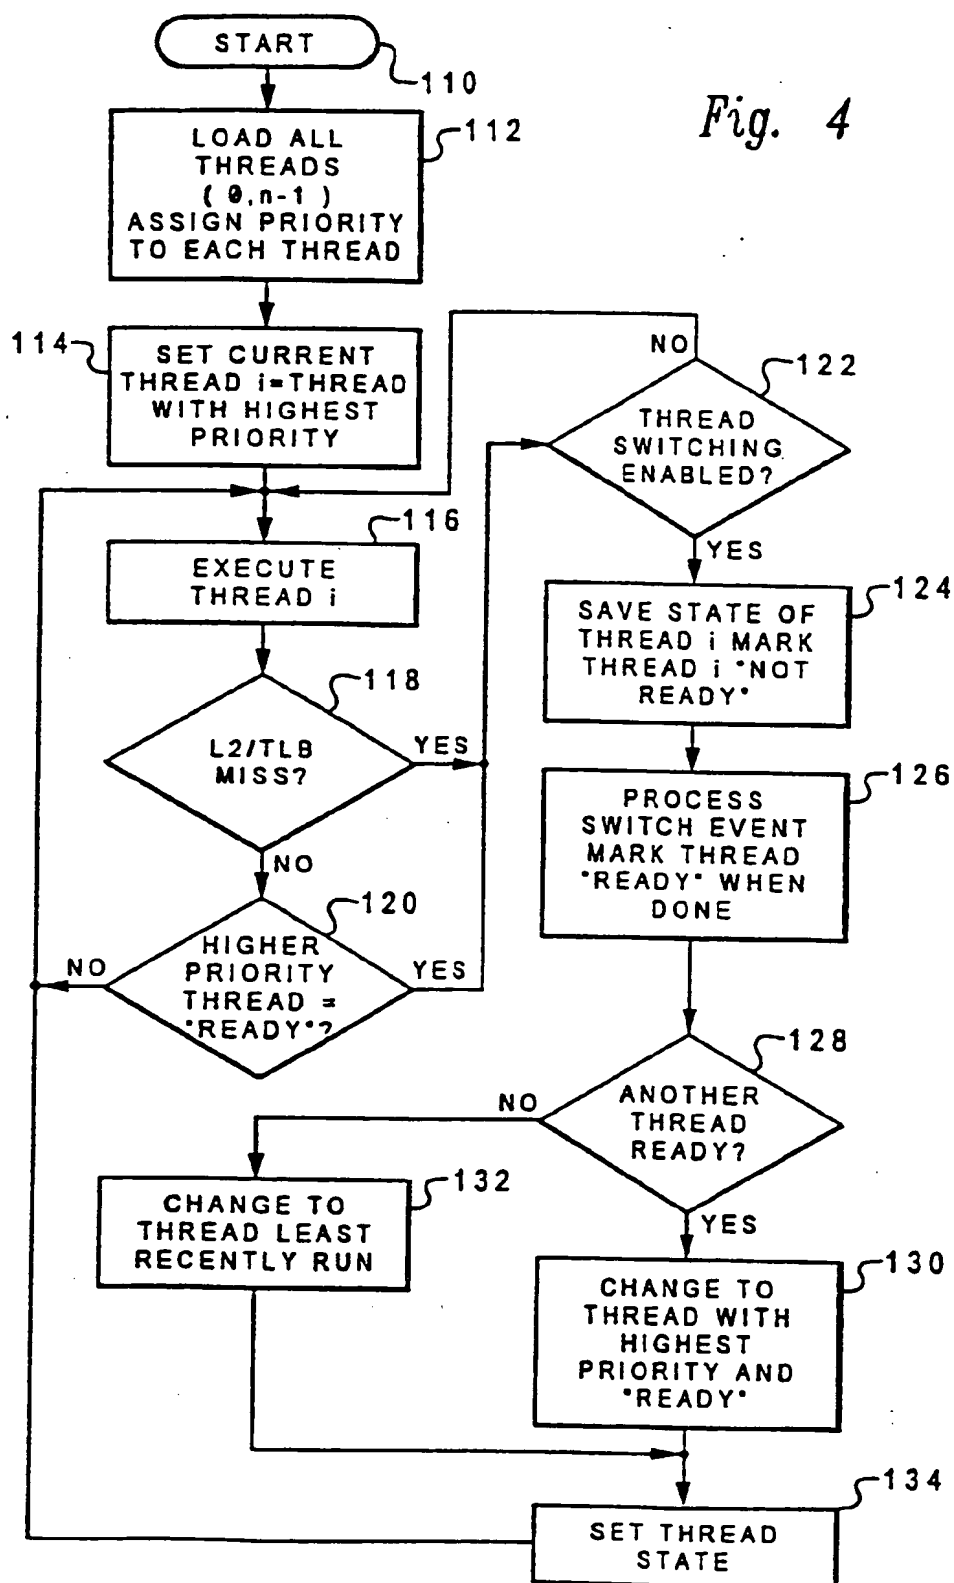 START
110
Fig. 4
LOAD ALL
THREADS
( 0,n-1 )
ASSIGN PRIORITY
TO EACH THREAD
112
114
SET CURRENT
THREAD i=THREAD
WITH HIGHEST
PRIORITY
NO
122
THREAD
SWITCHING
ENABLED?
YES
116
EXECUTE
THREAD i
124
SAVE STATE OF
THREAD i MARK
THREAD i "NOT
READY"
118
L2/TLB
MISS?
YES
NO
126
PROCESS
SWITCH EVENT
MARK THREAD
"READY" WHEN
DONE
120
HIGHER
PRIORITY
THREAD =
"READY"?
NO
YES
128
ANOTHER
THREAD
READY?
NO
YES
132
CHANGE TO
THREAD LEAST
RECENTLY RUN
130
CHANGE TO
THREAD WITH
HIGHEST
PRIORITY AND
"READY"
134
SET THREAD
STATE